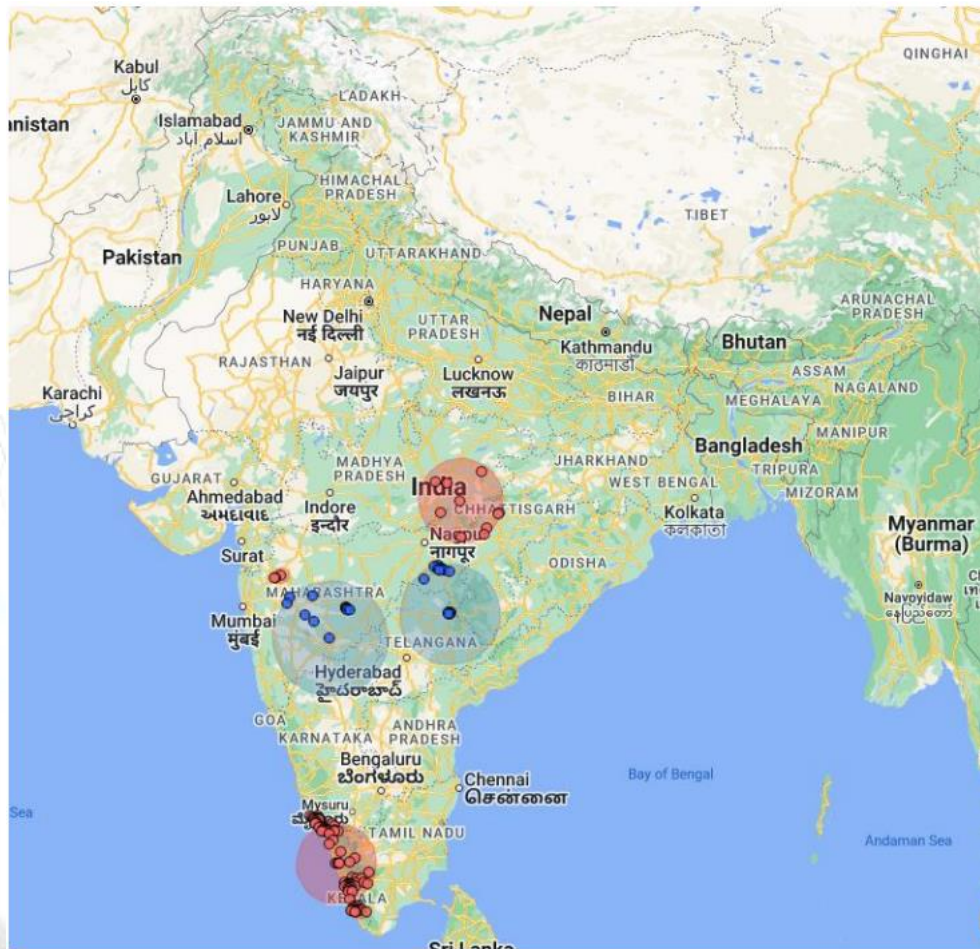 QINGHAI
Kabul
کابل
LADAKH
anistan
Islamabad
اسلام آباد
JAMMU AND
KASHMIR
HIMACHAL
PRADESH
Lahore
لاہور
TIBET
PUNJAB
UTTARAKHAND
Pakistan
HARYANA
New Delhi
नई दिल्ली
UTTAR
PRADESH
Nepal
ARUNACHAL
PRADESH
Kathmandu
काठमाडौं
Bhutan
RAJASTHAN
Jaipur
जयपुर
Lucknow
लखनऊ
ASSAM
NAGALAND
Karachi
کراچی
BIHAR
MEGHALAYA
MANIPUR
Bangladesh
MADHYA
PRADESH
JHARKHAND
TRIPURA
GUJARAT
WEST BENGAL
MIZORAM
Ahmedabad
અમદાવાદ
Indore
इन्दौर
India
CHHATTISGARH
Kolkata
কলকাতা
Myanmar
(Burma)
Surat
नागपूर
ODISHA
MAHARASHTRA
Mumbai
मुंबई
TELANGANA
Hyderabad
హైదరాబాద్
GOA
KARNATAKA
ANDHRA
PRADESH
Bengaluru
ಬೆಂಗಳೂರು
Chennai
சென்னை
Bay of Bengal
Mysuru
Sea
TAMIL NADU
Andaman Sea
KERALA
Sri Lanka